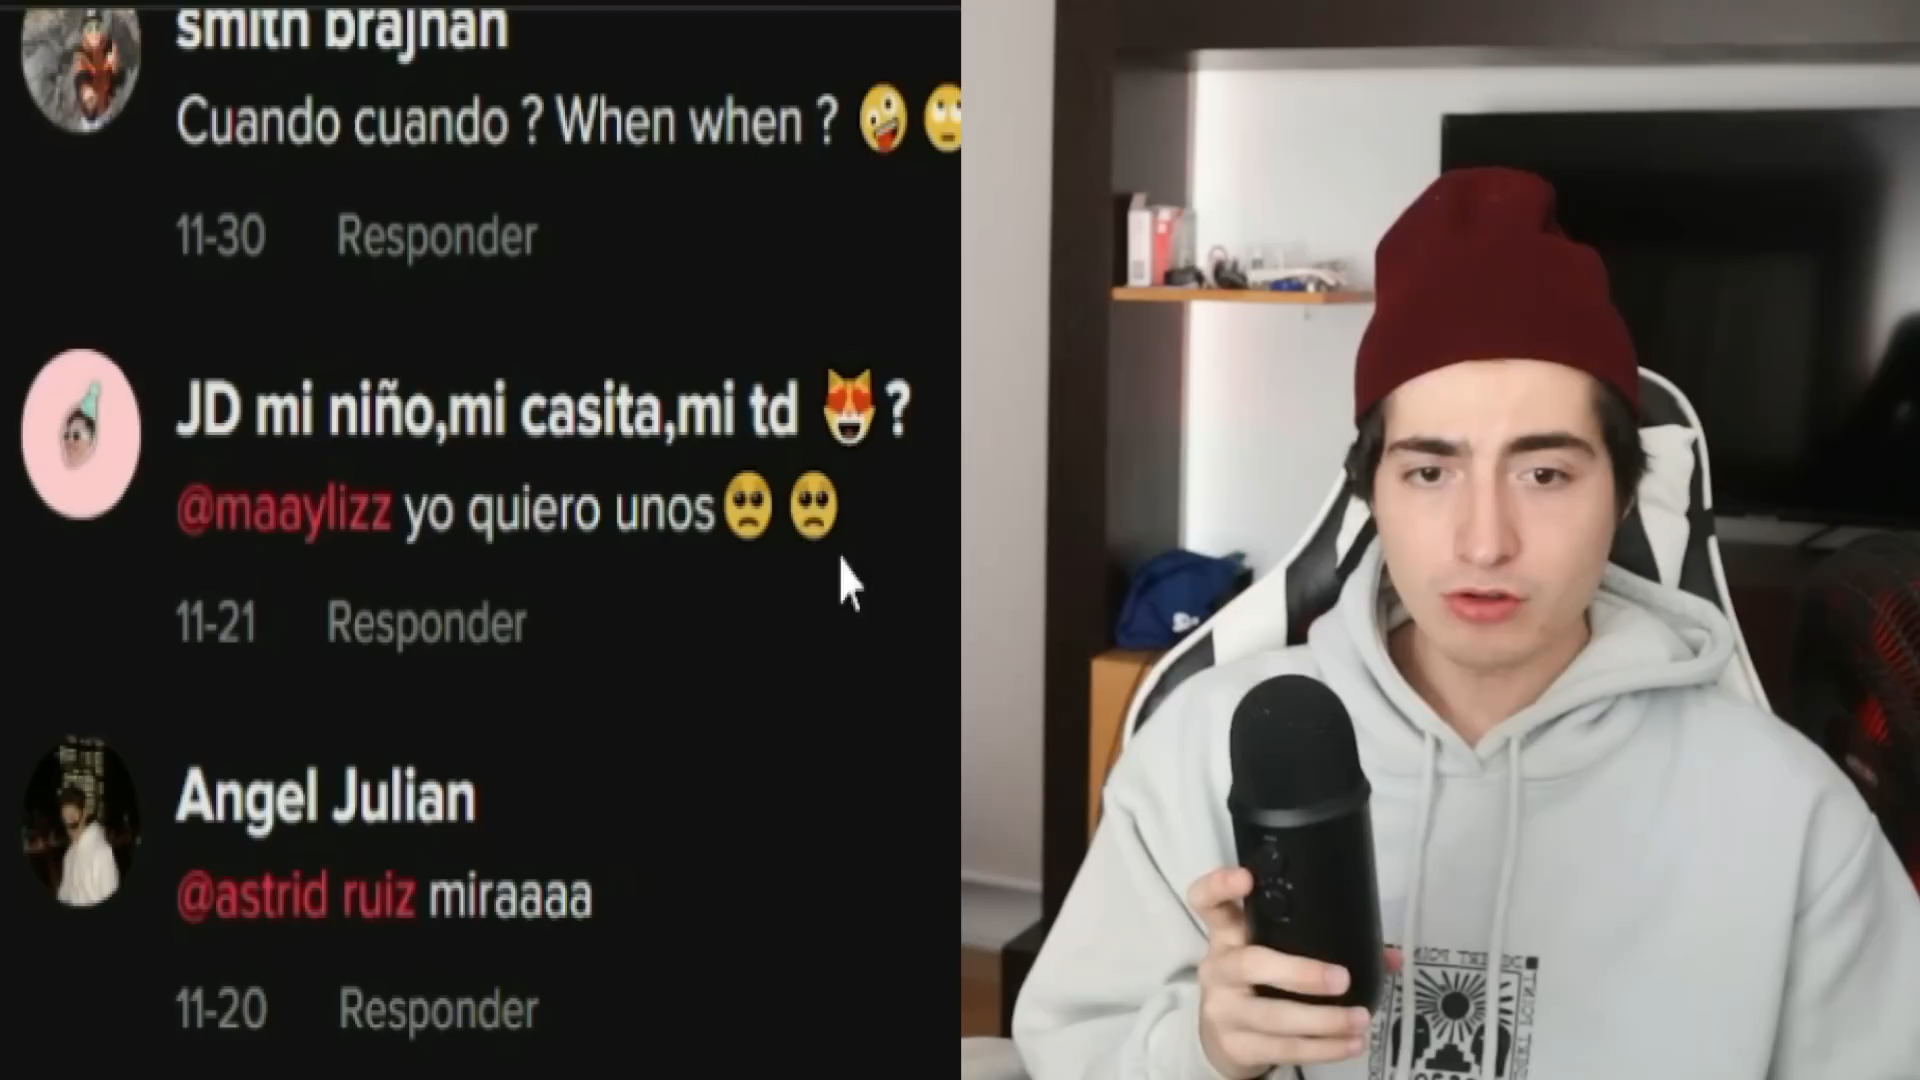 smith brajhan
Cuando cuando ? When when ? 🤪 🙄
11-30 Responder
JD mi niño,mi casita,mi td 😻 ?
@maaylizz yo quiero unos🥺 🥺
11-21 Responder
Angel Julian
@astrid ruiz miraaaa
11-20 Responder